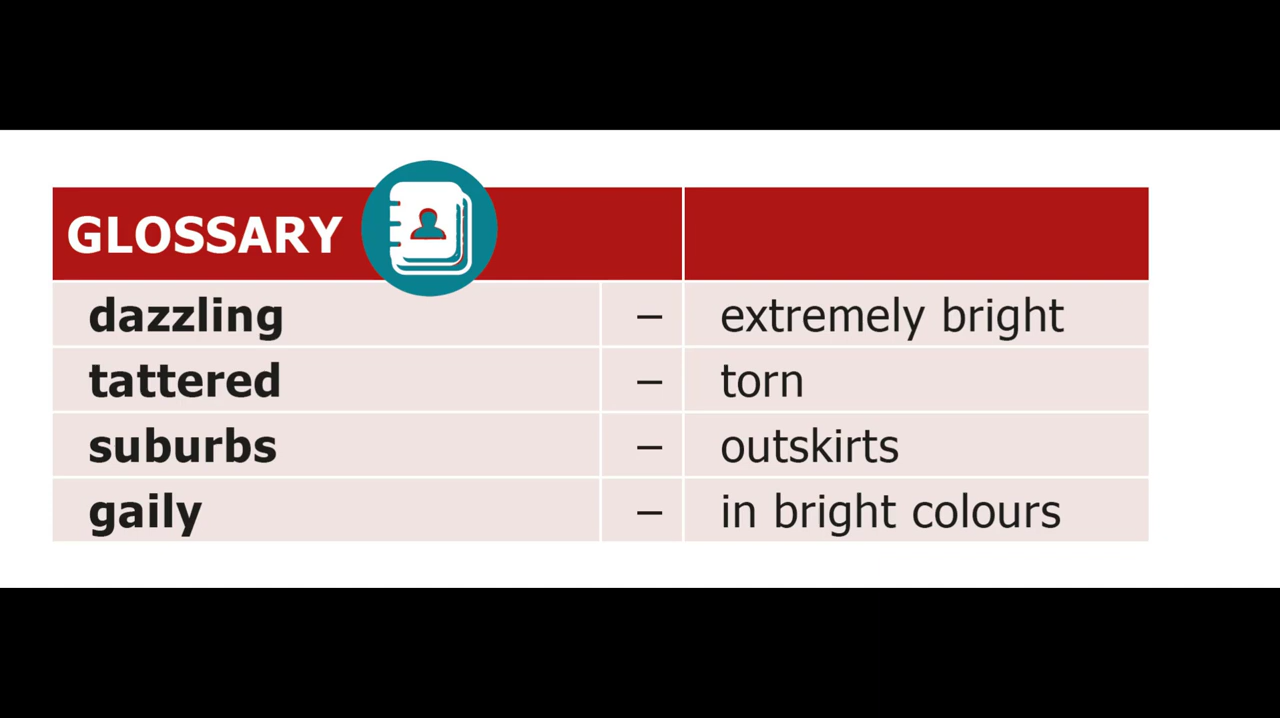 GLOSSARY
dazzling – extremely bright
tattered – torn
suburbs – outskirts
gaily – in bright colours